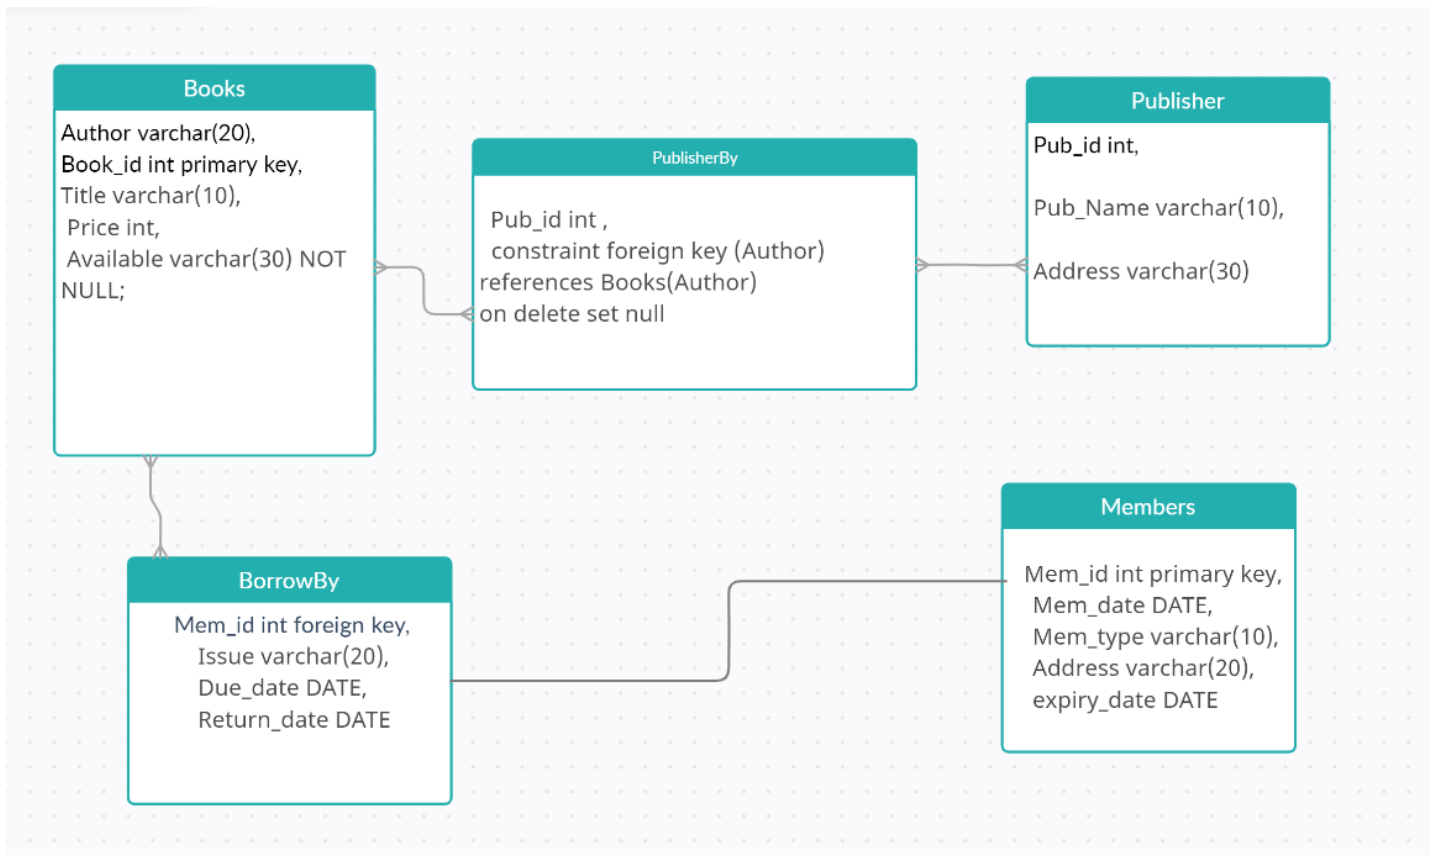 Books
Author varchar(20),
Book_id int primary key,
Title varchar(10),
Price int,
Available varchar(30) NOT
NULL;
PublisherBy
Pub_id int ,
constraint foreign key (Author)
references Books(Author)
on delete set null
Publisher
Pub_id int,
Pub_Name varchar(10),
Address varchar(30)
BorrowBy
Mem_id int foreign key,
Issue varchar(20),
Due_date DATE,
Return_date DATE
Members
Mem_id int primary key,
Mem_date DATE,
Mem_type varchar(10),
Address varchar(20),
expiry_date DATE